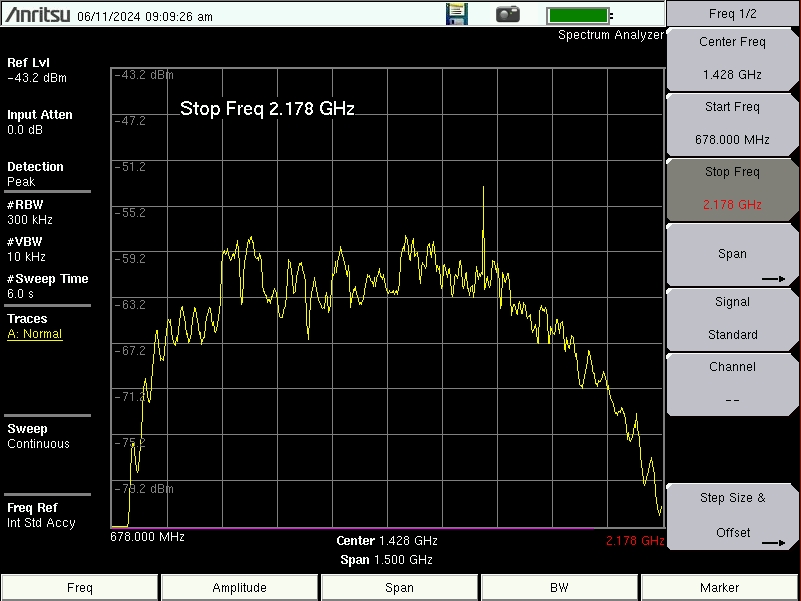 Anritsu 06/11/2024 09:09:26 am
Spectrum Analyzer
Ref Lvl
-43.2 dBm
Input Atten
0.0 dB
Detection
Peak
#RBW
300 kHz
#VBW
10 kHz
#Sweep Time
6.0 s
Traces
A: Normal
Sweep
Continuous
Freq Ref
Int Std Accy
-43.2 dBm
Stop Freq 2.178 GHz
-47.2
-51.2
-55.2
-59.2
-63.2
-67.2
-71.2
-75.2
-79.2 dBm
678.000 MHz
Center 1.428 GHz
2.178 GHz
Span 1.500 GHz
Freq 1/2
Center Freq
1.428 GHz
Start Freq
678.000 MHz
Stop Freq
2.178 GHz
Span
Signal
Standard
Channel
--
Step Size &
Offset
Freq
Amplitude
Span
BW
Marker